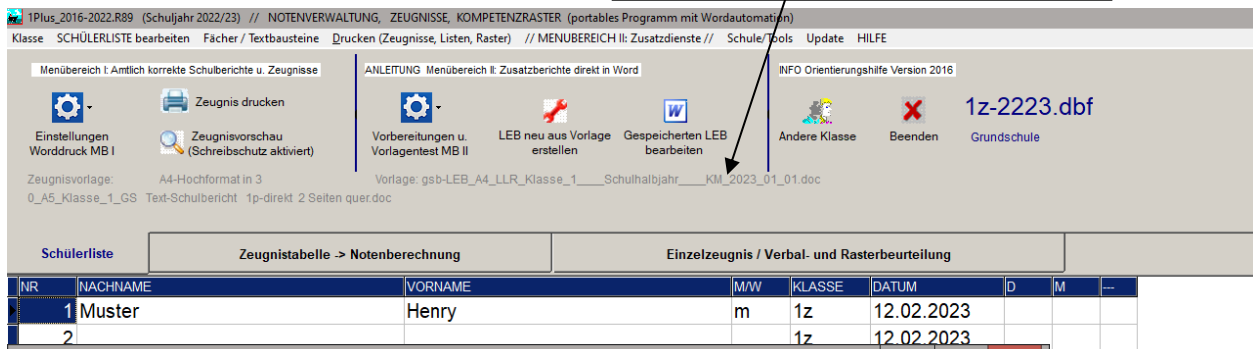 1Plus_2016-2022.R89 (Schuljahr 2022/23) // NOTENVERWALTUNG, ZEUGNISSE, KOMPETENZRASTER (portables Programm mit Wordautomation)
Klasse SCHÜLERLISTE bearbeiten Fächer / Textbausteine Drucken (Zeugnisse, Listen, Raster) // MENUBEREICH II: Zusatzdienste // Schule/Tools Update HILFE
Menübereich I: Amtlich korrekte Schulberichte u. Zeugnisse
Zeugnis drucken
Einstellungen
Worddruck MB I
Zeugnisvorschau
(Schreibschutz aktiviert)
ANLEITUNG Menübereich II: Zusatzberichte direkt in Word
Vorbereitungen u.
Vorlagentest MB II
LEB neu aus Vorlage
erstellen
W
Gespeicherten LEB
bearbeiten
INFO Orientierungshilfe Version 2016
Andere Klasse
Beenden
1z-2223.dbf
Grundschule
Zeugnisvorlage: A4-Hochformat in 3
Vorlage: gsb-LEB_A4_LLR_Klasse_1____Schulhalbjahr____KM_2023_01_01.doc
0_A5_Klasse_1_GS Text-Schulbericht 1p-direkt 2 Seiten quer.doc
Schülerliste
Zeugnistabelle -> Notenberechnung
Einzelzeugnis / Verbal- und Rasterbeurteilung
NR NACHNAME VORNAME M/W KLASSE DATUM D M ---
1 Muster Henry m 1z 12.02.2023
2 1z 12.02.2023